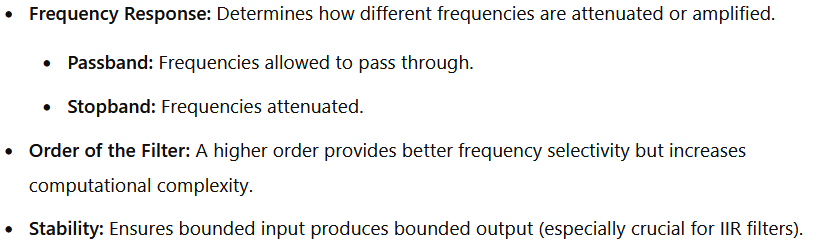 • Frequency Response: Determines how different frequencies are attenuated or amplified.
• Passband: Frequencies allowed to pass through.
• Stopband: Frequencies attenuated.
• Order of the Filter: A higher order provides better frequency selectivity but increases
computational complexity.
• Stability: Ensures bounded input produces bounded output (especially crucial for IIR filters).